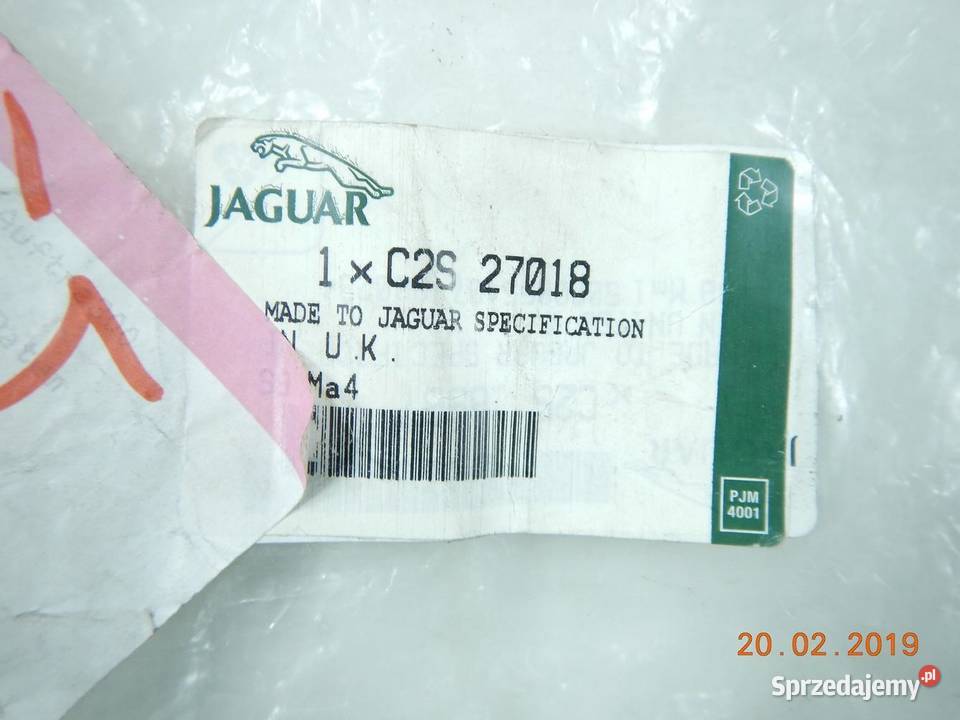 JAGUAR
1 x C2S 27018
MADE TO JAGUAR SPECIFICATION
N U.K.
Ma4
PJM
4001
20.02.2019
Sprzedajemy.pl